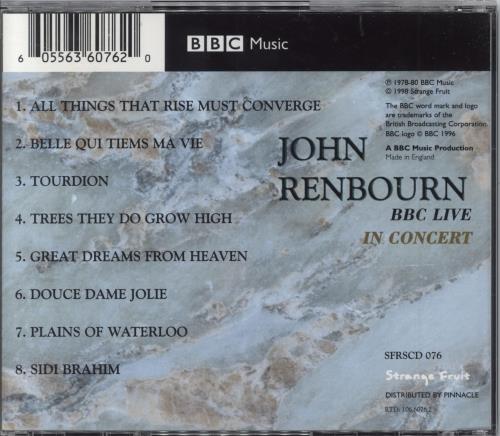 6 05563 60762 0
BBC Music
℗ 1978-80 BBC Music
© 1998 Strange Fruit
The BBC word mark and logo
are trademarks of the
British Broadcasting Corporation.
BBC logo © BBC 1996
A BBC Music Production
Made in England
1. ALL THINGS THAT RISE MUST CONVERGE
2. BELLE QUI TIEMS MA VIE
3. TOURDION
4. TREES THEY DO GROW HIGH
5. GREAT DREAMS FROM HEAVEN
6. DOUCE DAME JOLIE
7. PLAINS OF WATERLOO
8. SIDI BRAHIM
JOHN
RENBOURN
BBC LIVE
IN CONCERT
SFRSCD 076
Strange Fruit
DISTRIBUTED BY PINNACLE